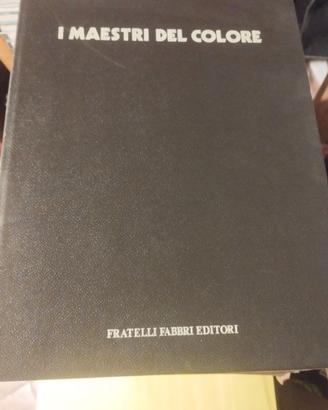 I MAESTRI DEL COLORE
FRATELLI FABBRI EDITORI